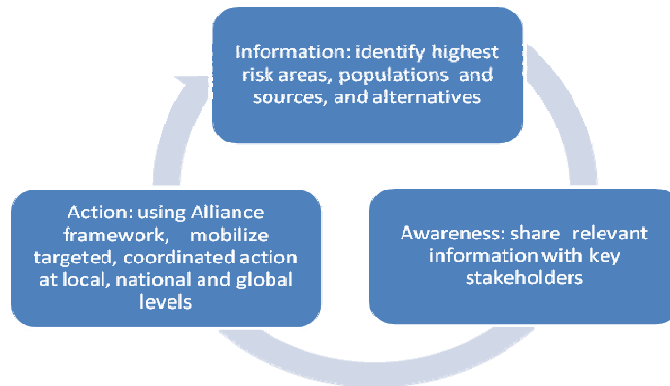 Information: identify highest
risk areas, populations and
sources, and alternatives
Awareness: share relevant
information with key
stakeholders
Action: using Alliance
framework, mobilize
targeted, coordinated action
at local, national and global
levels